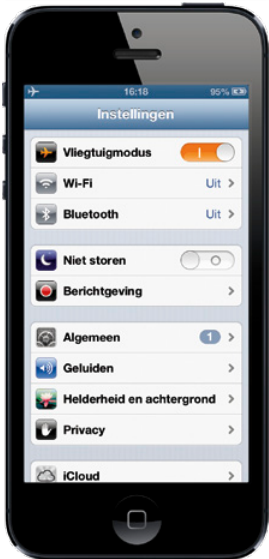 16:18 95%
Instellingen
Vliegtuigmodus
Wi-Fi Uit
Bluetooth Uit
Niet storen
Berichtgeving
Algemeen 1
Geluiden
Helderheid en achtergrond
Privacy
iCloud